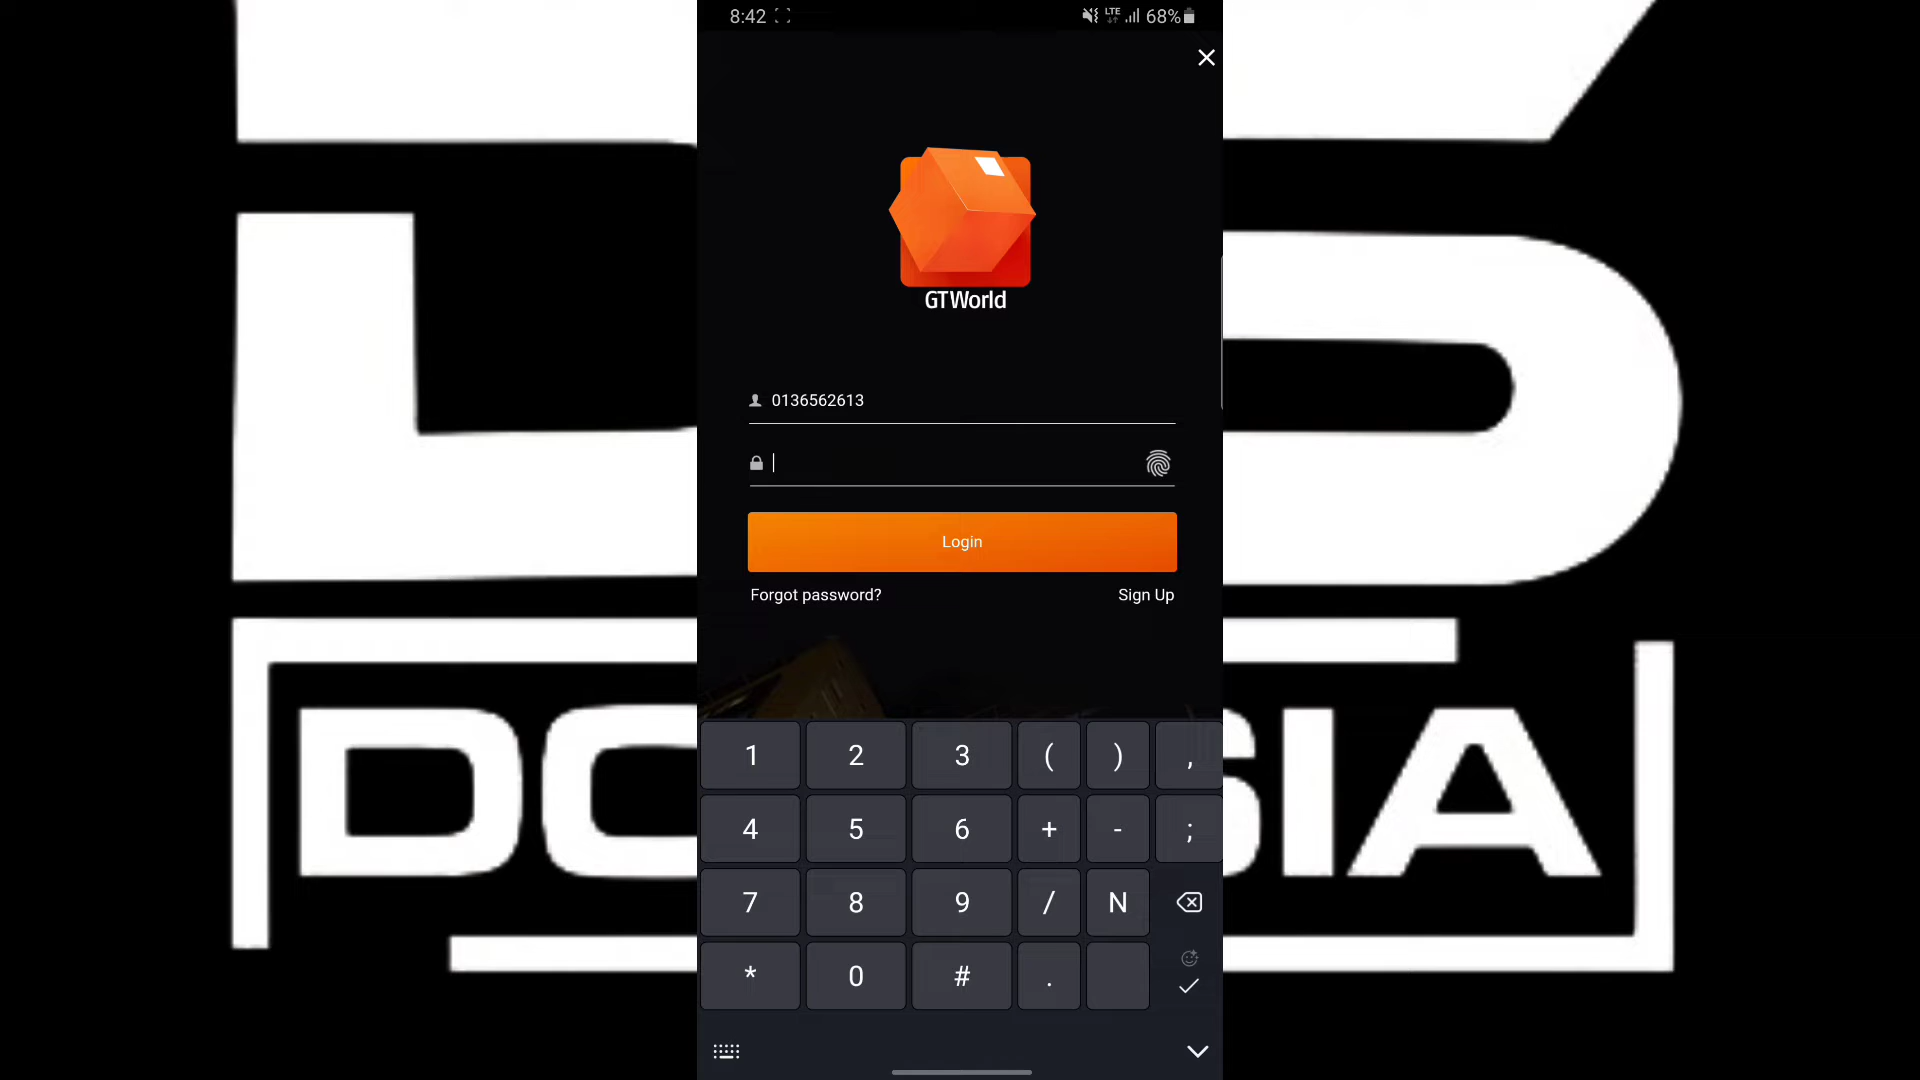 8:42
LTE 68%
GTWorld
0136562613
Login
Forgot password? Sign Up
1 2 3 ( ) ,
4 5 6 + - ;
7 8 9 / N
* 0 # .